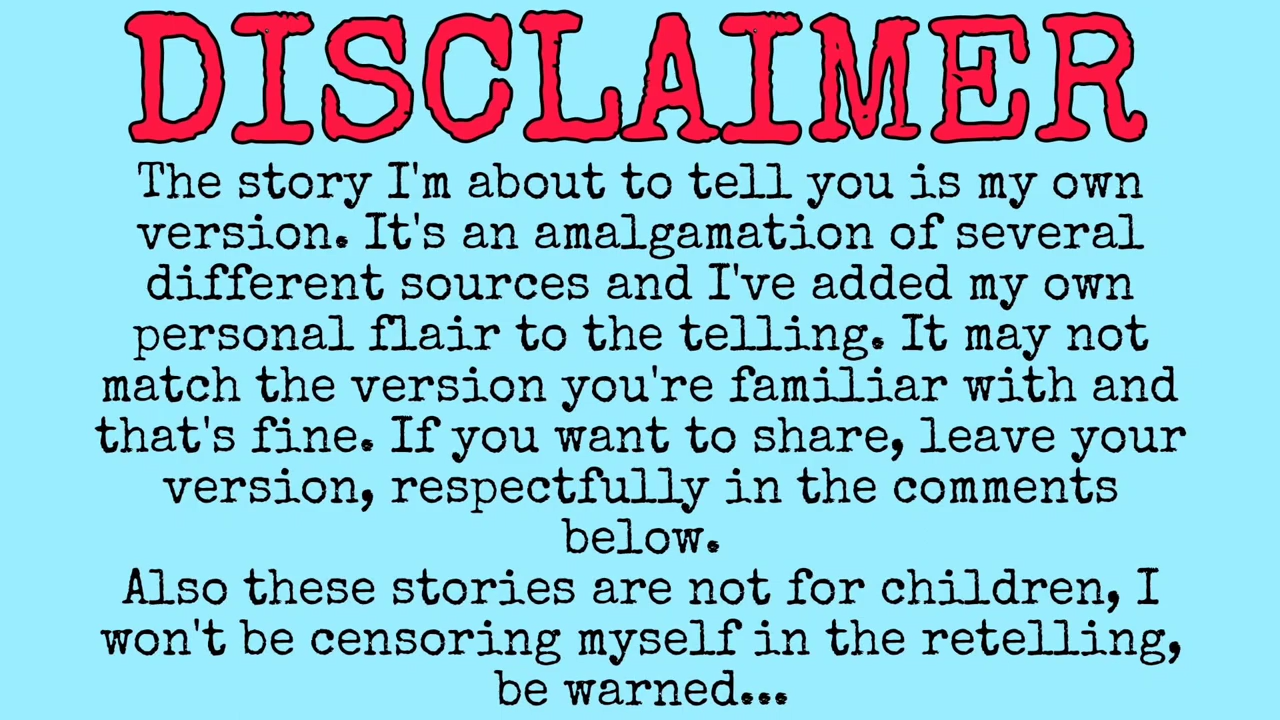 DISCLAIMER
The story I'm about to tell you is my own
version. It's an amalgamation of several
different sources and I've added my own
personal flair to the telling. It may not
match the version you're familiar with and
that's fine. If you want to share, leave your
version, respectfully in the comments
below.
Also these stories are not for children, I
won't be censoring myself in the retelling,
be warned...